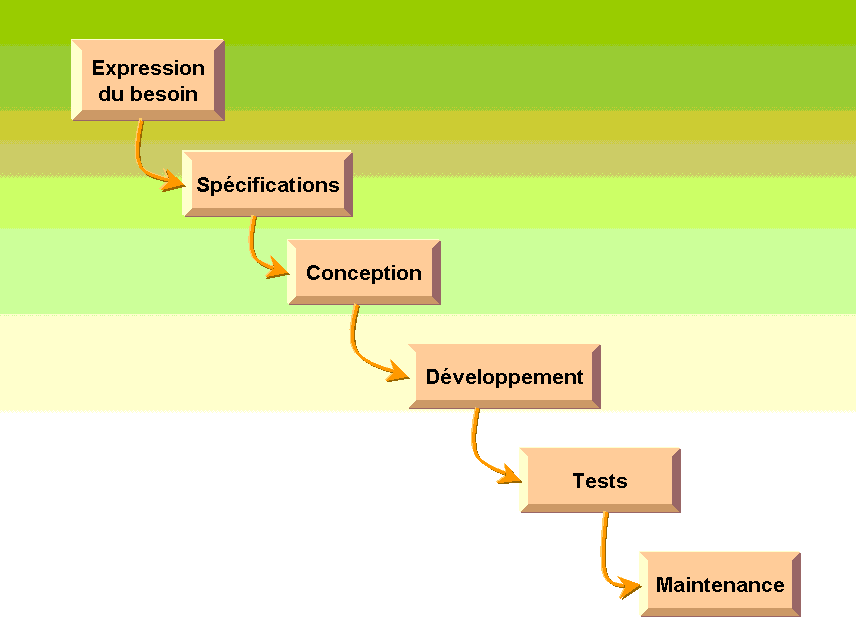 Expression
du besoin
Spécifications
Conception
Développement
Tests
Maintenance